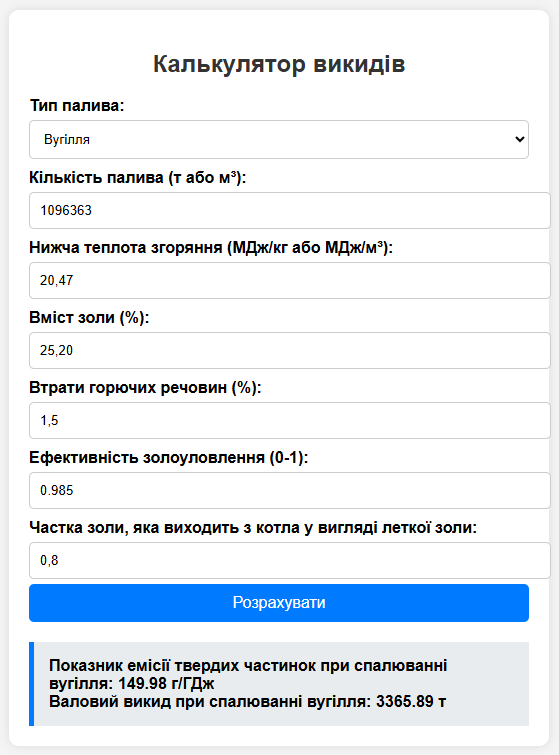 Калькулятор викидів
Тип палива:
Вугілля
Кількість палива (т або м³):
1096363
Нижча теплота згоряння (МДж/кг або МДж/м³):
20,47
Вміст золи (%):
25,20
Втрати горючих речовин (%):
1,5
Ефективність золоуловлення (0-1):
0.985
Частка золи, яка виходить з котла у вигляді леткої золи:
0,8
Розрахувати
Показник емісії твердих частинок при спалюванні
вугілля: 149.98 г/ГДж
Валовий викид при спалюванні вугілля: 3365.89 т